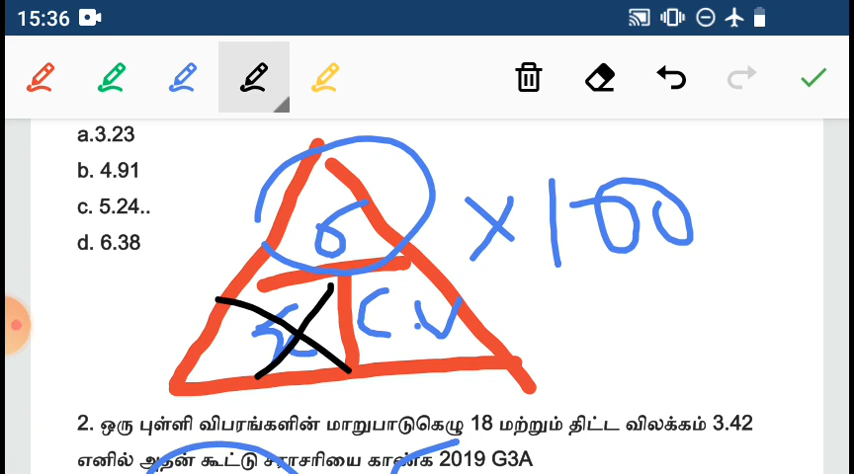 15:36
a.3.23
b. 4.91
c. 5.24..
d. 6.38
σ × 100
C.V
2. ஒரு புள்ளி விபரங்களின் மாறுபாடுகெழு 18 மற்றும் திட்ட விலக்கம் 3.42
எனில் அதன் கூட்டு சராசரியை காண்க 2019 G3A